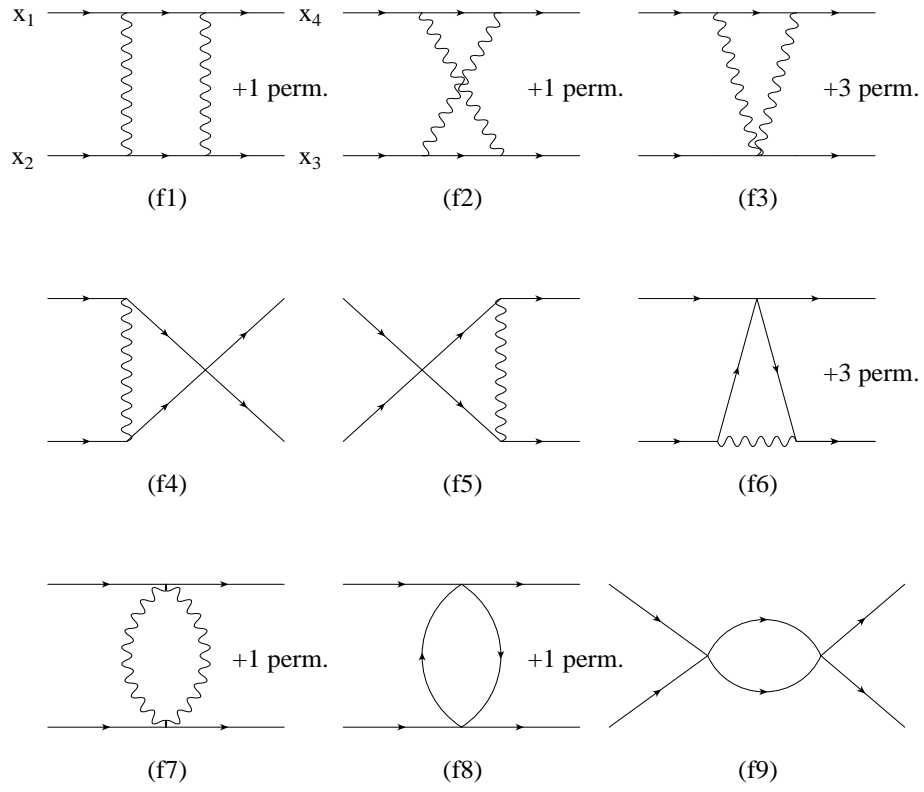 x1 x4
+1 perm. +1 perm. +3 perm.
x2 x3
(f1) (f2) (f3)
+3 perm.
(f4) (f5) (f6)
+1 perm. +1 perm.
(f7) (f8) (f9)